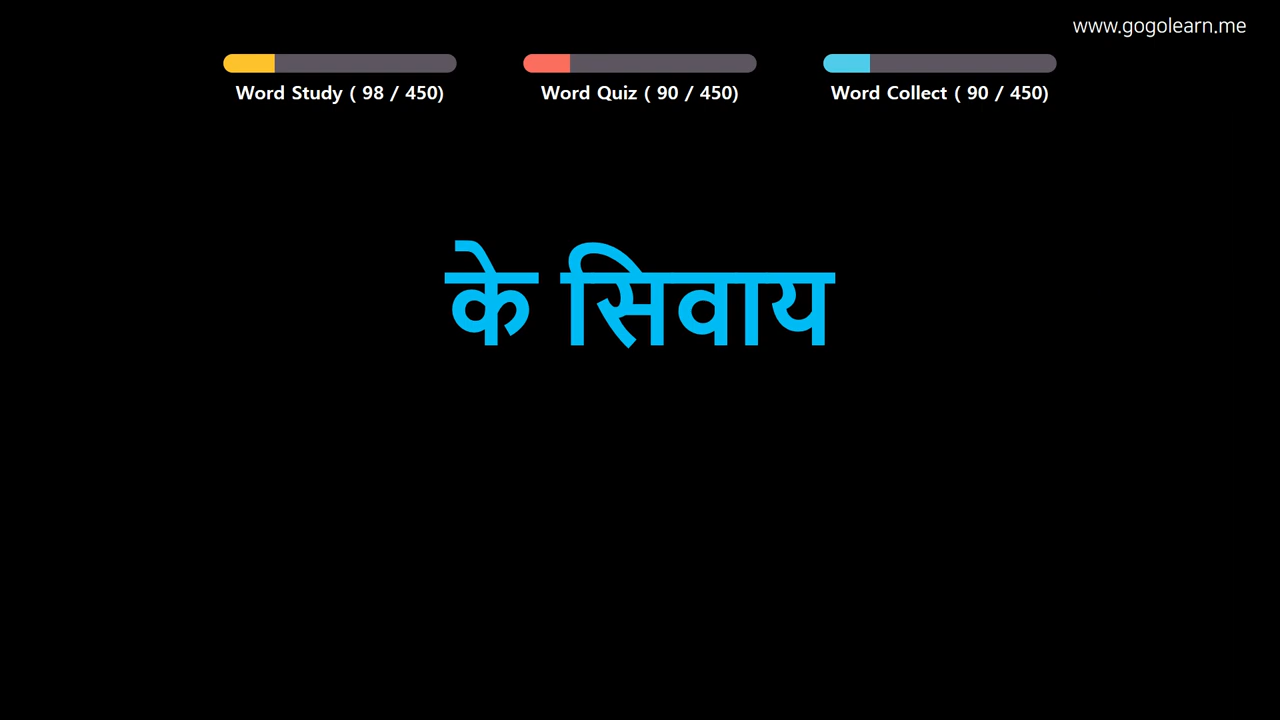 www.gogolearn.me
Word Study ( 98 / 450)
Word Quiz ( 90 / 450)
Word Collect ( 90 / 450)
के सिवाय